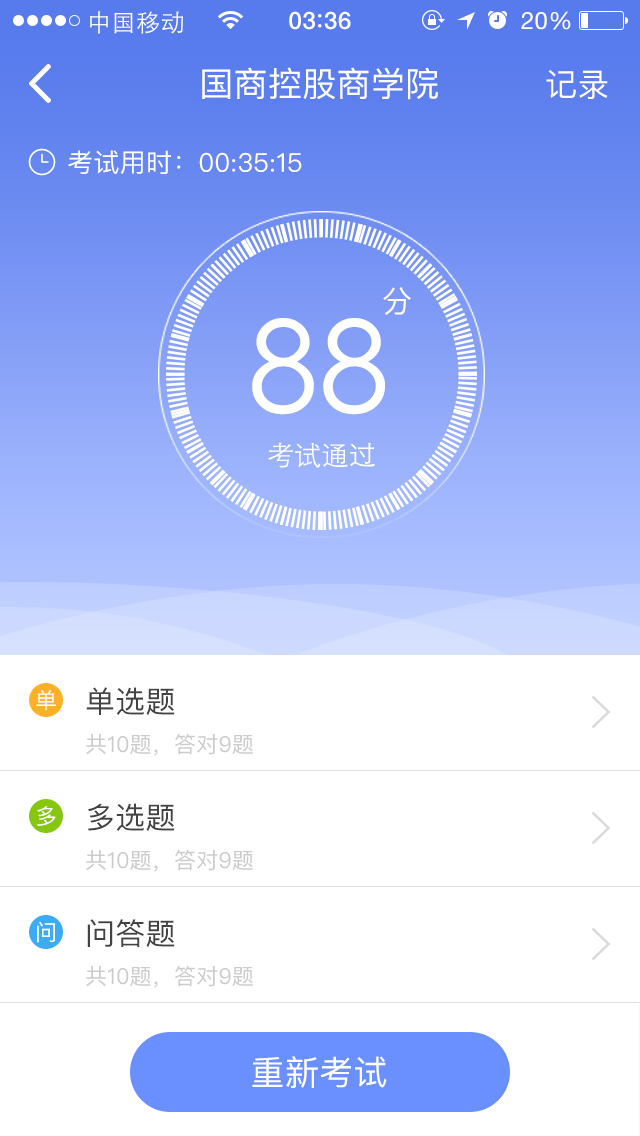 中国移动 03:36 20%
国商控股商学院 记录
考试用时：00:35:15
分
88
考试通过
单 单选题
共10题，答对9题
多 多选题
共10题，答对9题
问 问答题
共10题，答对9题
重新考试